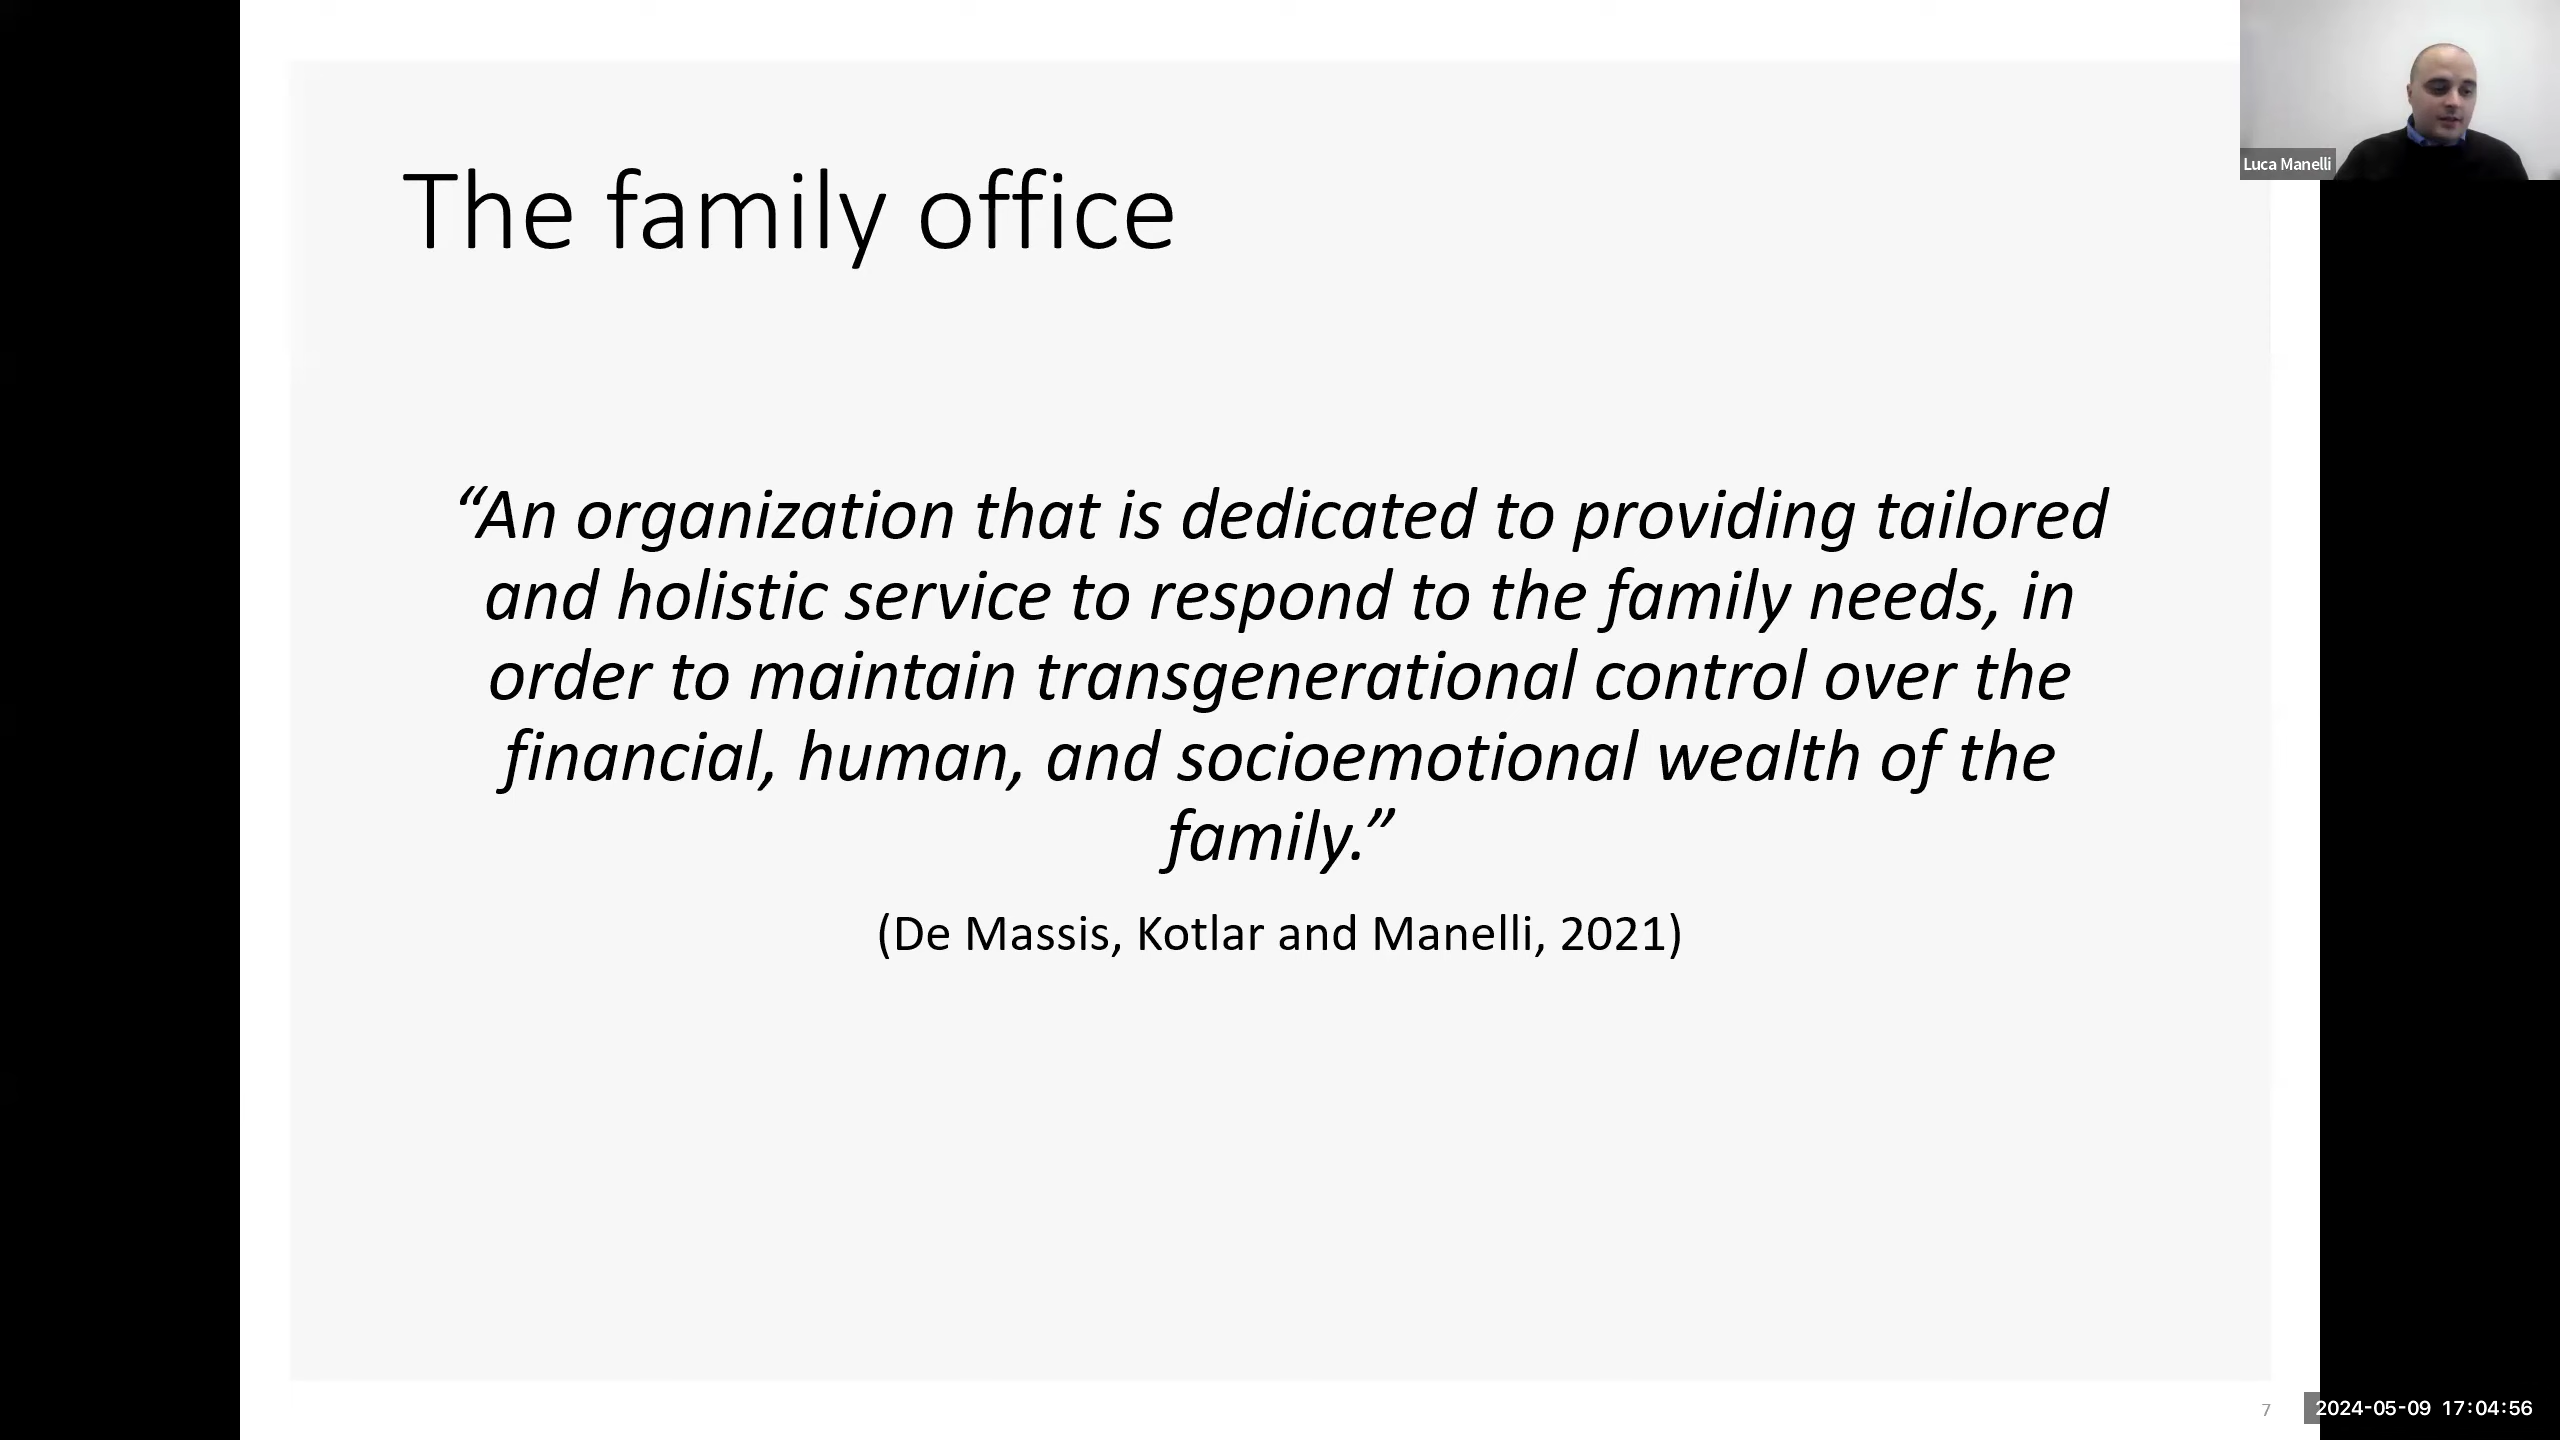 Luca Manelli
The family office
“An organization that is dedicated to providing tailored
and holistic service to respond to the family needs, in
order to maintain transgenerational control over the
financial, human, and socioemotional wealth of the
family.”
(De Massis, Kotlar and Manelli, 2021)
7
2024-05-09 17:04:56